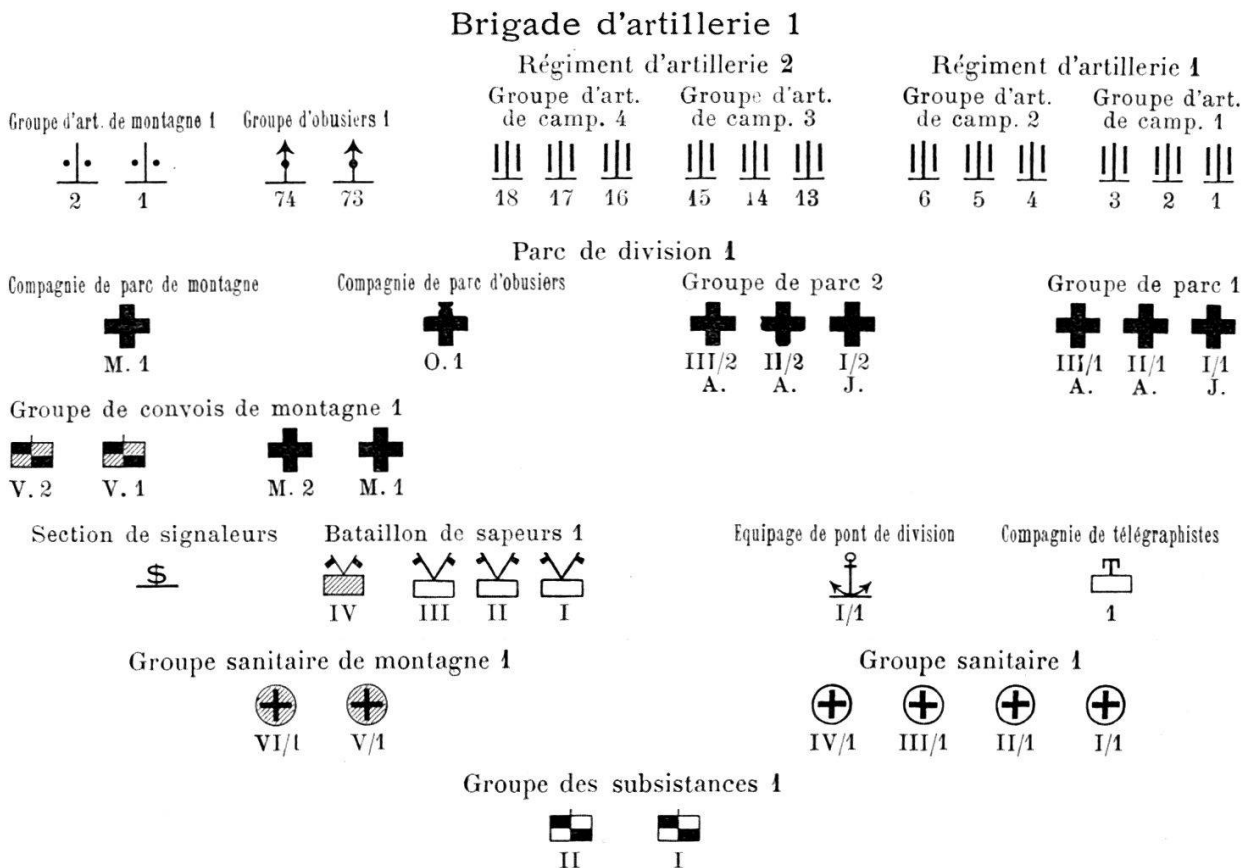 Brigade d'artillerie 1
Régiment d'artillerie 2 Régiment d'artillerie 1
Groupe d'art. de montagne 1 Groupe d'obusiers 1 Groupe d'art. de camp. 4 Groupe d'art. de camp. 3 Groupe d'art. de camp. 2 Groupe d'art. de camp. 1
2 1 74 73 18 17 16 15 14 13 6 5 4 3 2 1
Parc de division 1
Compagnie de parc de montagne Compagnie de parc d'obusiers Groupe de parc 2 Groupe de parc 1
M. 1 O. 1 III/2 II/2 I/2 III/1 II/1 I/1
A. A. J. A. A. J.
Groupe de convois de montagne 1
V. 2 V. 1 M. 2 M. 1
Section de signaleurs Bataillon de sapeurs 1 Equipage de pont de division Compagnie de télégraphistes
S T
IV III II I I/1 1
Groupe sanitaire de montagne 1 Groupe sanitaire 1
VI/1 V/1 IV/1 III/1 II/1 I/1
Groupe des subsistances 1
II I